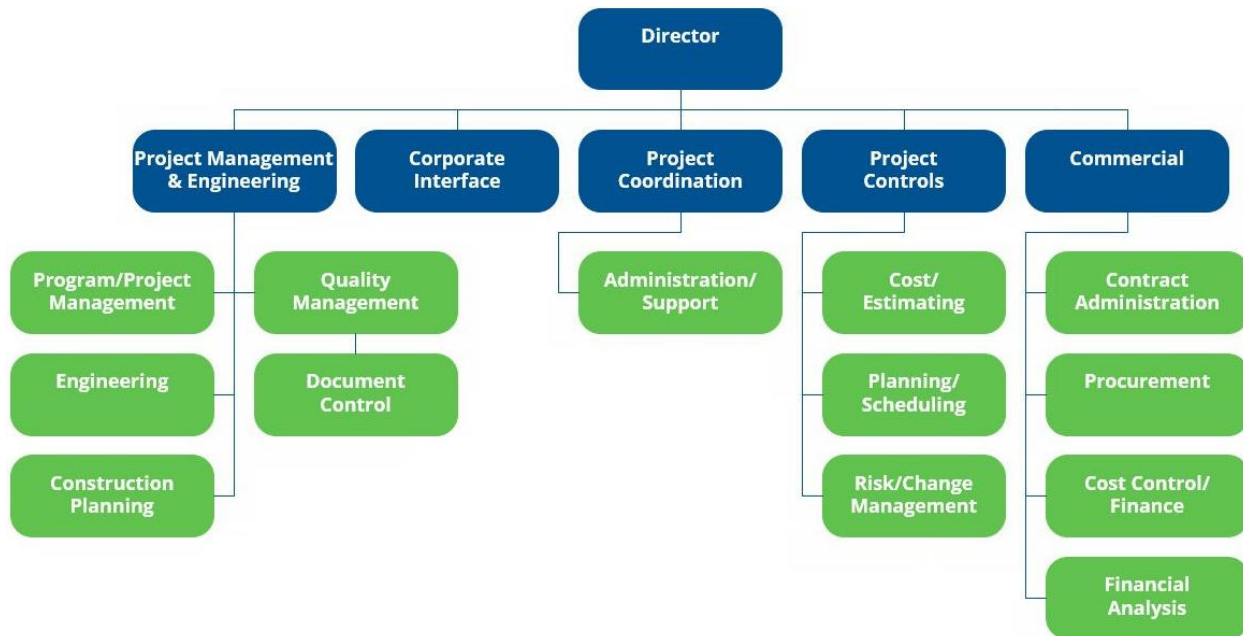 Director
Project Management
& Engineering
Corporate
Interface
Project
Coordination
Project
Controls
Commercial
Program/Project
Management
Quality
Management
Administration/
Support
Cost/
Estimating
Contract
Administration
Engineering
Document
Control
Planning/
Scheduling
Procurement
Construction
Planning
Risk/Change
Management
Cost Control/
Finance
Financial
Analysis